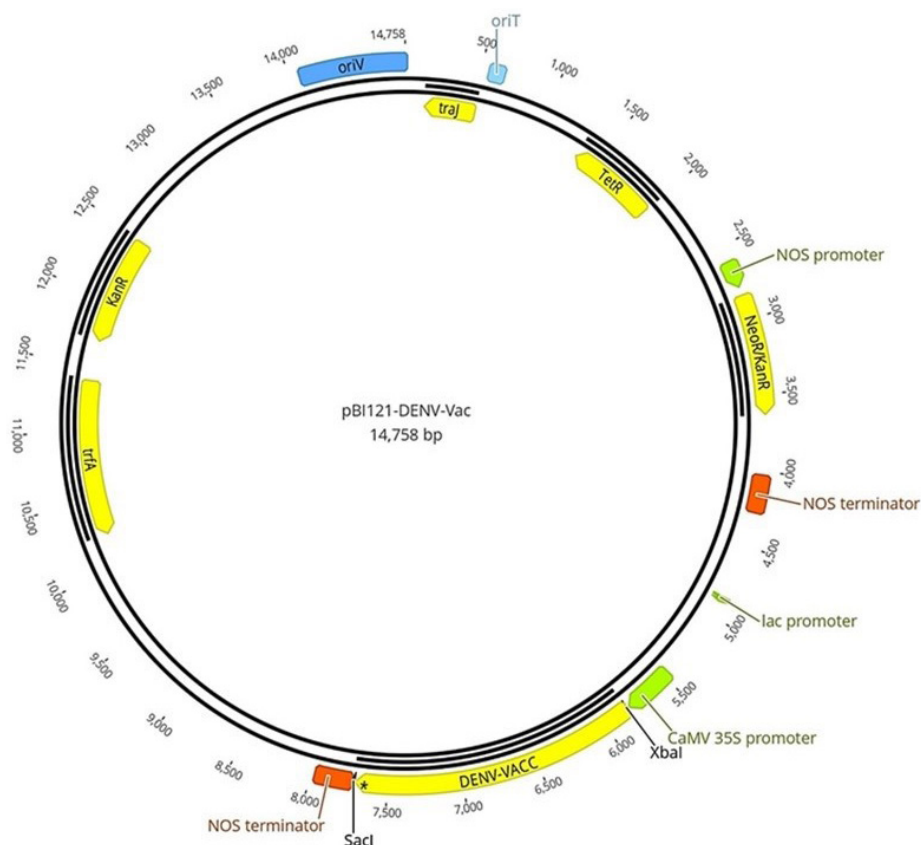 oriT
14,758
500
14,000
oriV
1,000
13,500
traJ
1,500
13,000
TetR
2,000
12,500
2,500
NOS promoter
12,000
KanR
3,000
NeoR/KanR
11,500
3,500
pBI121-DENV-Vac
14,758 bp
11,000
trfA
4,000
NOS terminator
10,500
4,500
10,000
lac promoter
5,000
9,500
5,500
CaMV 35S promoter
9,000
6,000
XbaI
DENV-VACC
8,500
6,500
*
8,000
7,500
7,000
NOS terminator
SacI